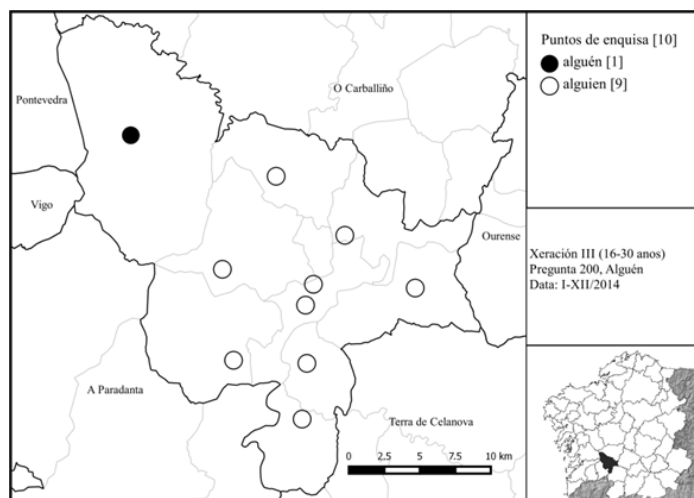 Pontevedra
O Carballiño
Vigo
Ourense
A Paradanta
Terra de Celanova
0
2.5
5
7.5
10 km
Puntos de enquisa [10]
alguén [1]
alguien [9]
Xeración III (16-30 anos)
Pregunta 200, Alguén
Data: I-XII/2014